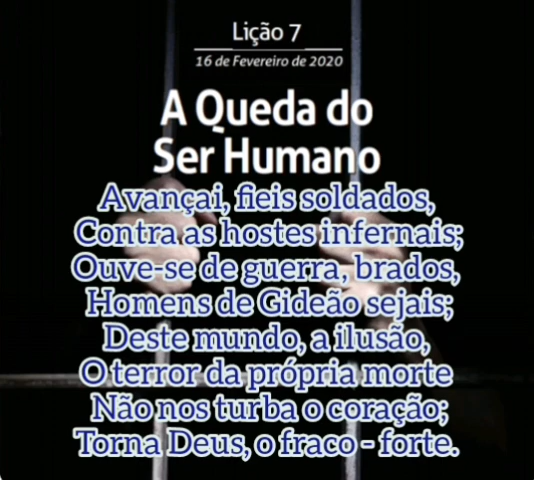 Lição 7
16 de Fevereiro de 2020
A Queda do
Ser Humano
Avançai, fieis soldados,
Contra as hostes infernais;
Ouve-se de guerra, brados,
Homens de Gideão sejais;
Deste mundo, a ilusão,
O terror da própria morte
Não nos turba o coração;
Torna Deus, o fraco - forte.